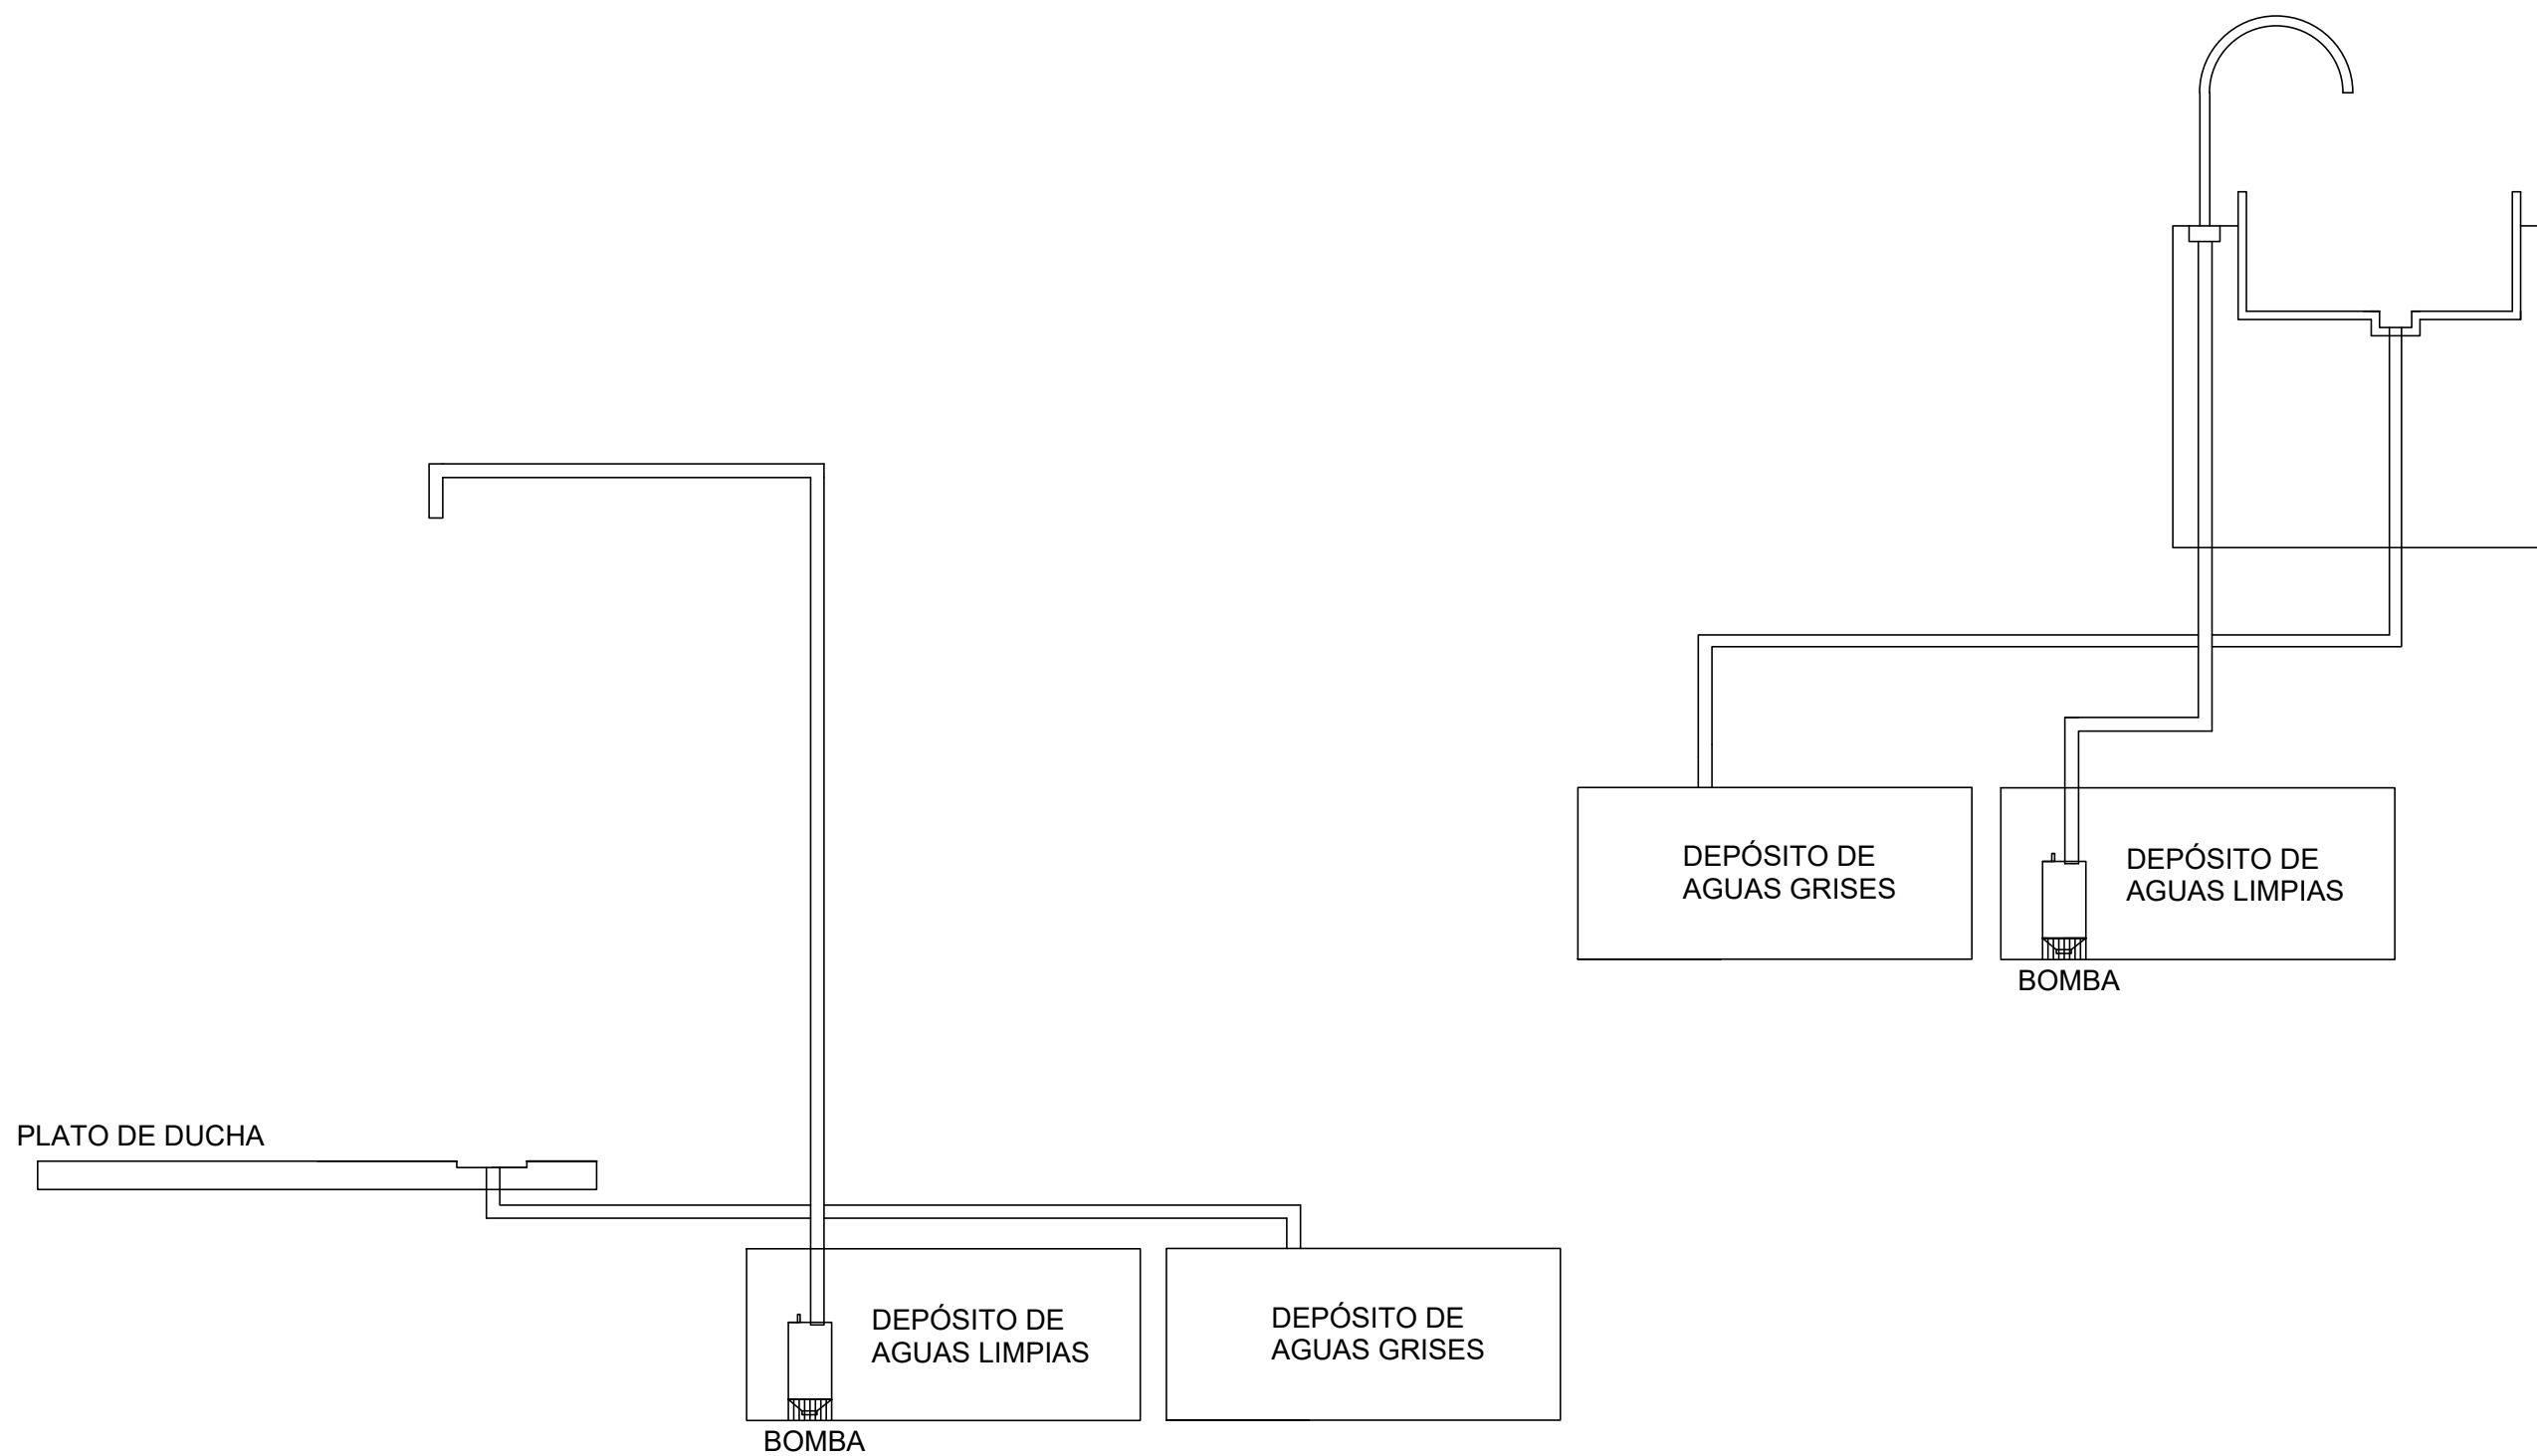 DEPÓSITO DE
AGUAS GRISES
DEPÓSITO DE
AGUAS LIMPIAS
BOMBA
PLATO DE DUCHA
DEPÓSITO DE
AGUAS LIMPIAS
DEPÓSITO DE
AGUAS GRISES
BOMBA